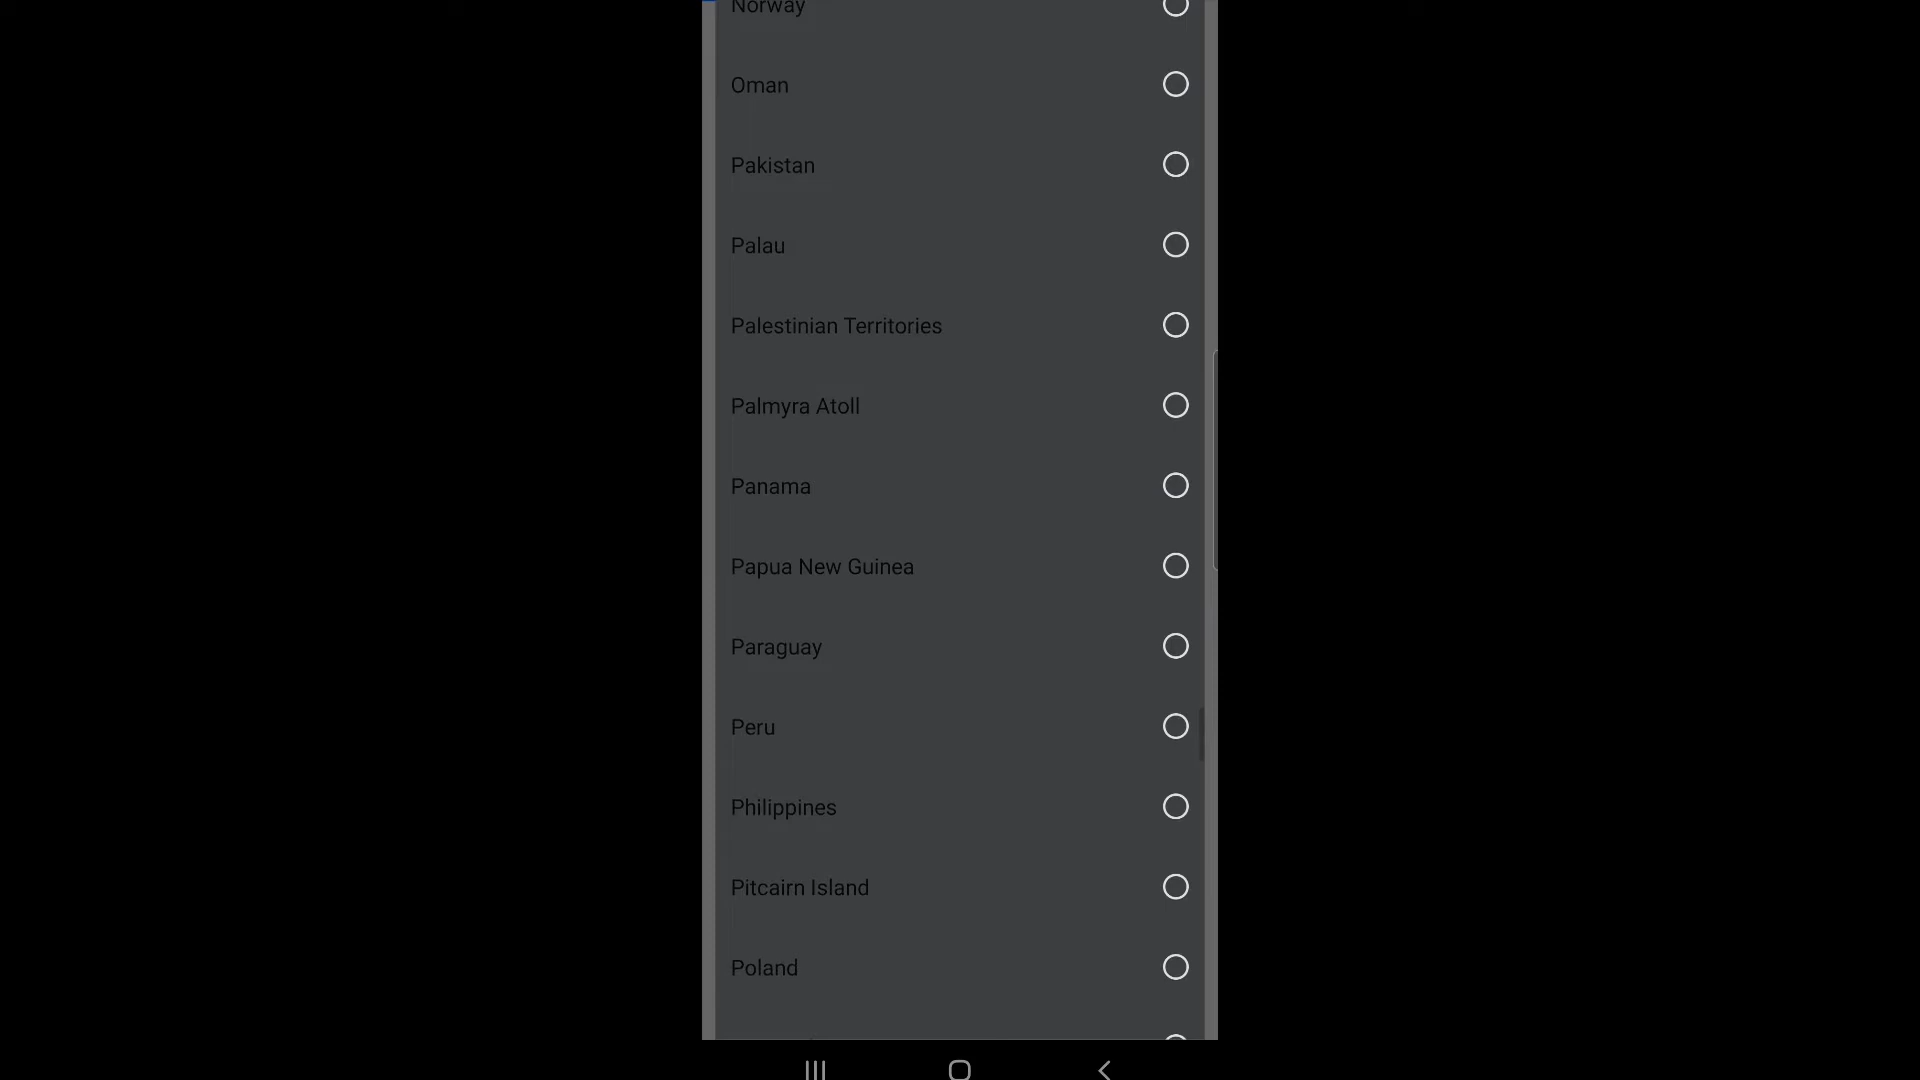 Norway
Oman
Pakistan
Palau
Palestinian Territories
Palmyra Atoll
Panama
Papua New Guinea
Paraguay
Peru
Philippines
Pitcairn Island
Poland